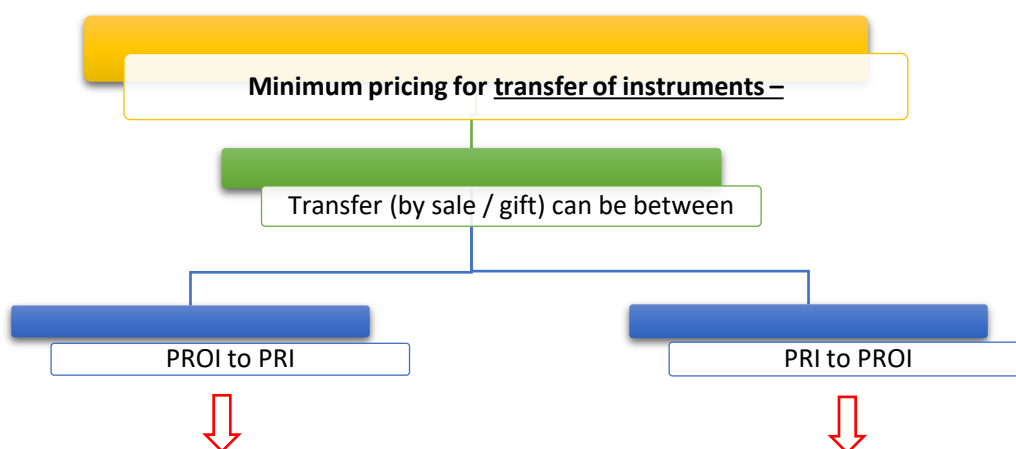 Minimum pricing for transfer of instruments –
Transfer (by sale / gift) can be between
PROI to PRI
PRI to PROI